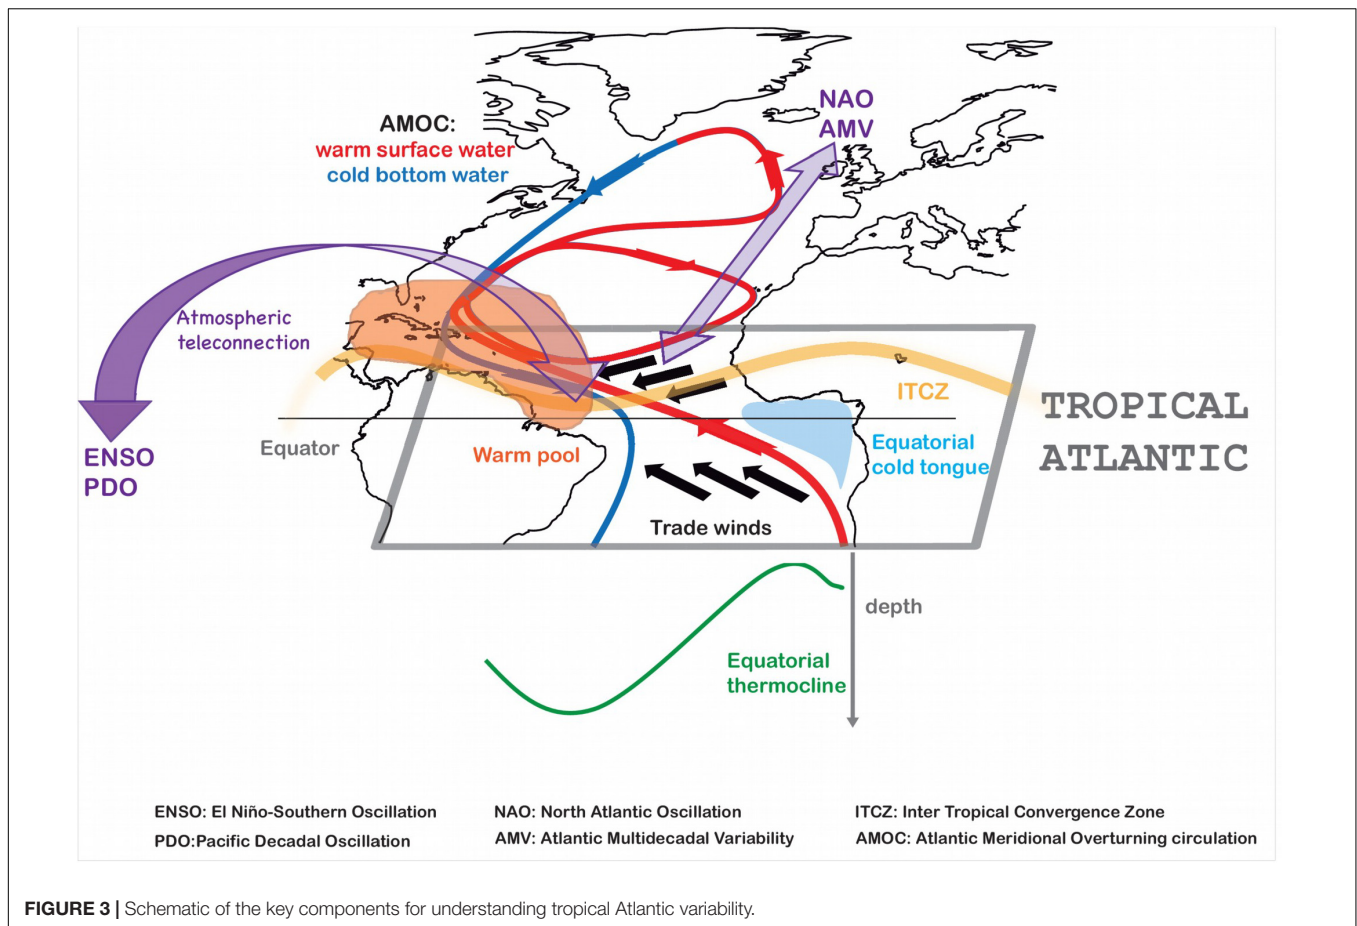 NAO
AMV
AMOC:
warm surface water
cold bottom water
Atmospheric
teleconnection
ENSO
PDO
ITCZ
TROPICAL
ATLANTIC
Equator
Warm pool
Equatorial
cold tongue
Trade winds
depth
Equatorial
thermocline
ENSO: El Niño-Southern Oscillation
NAO: North Atlantic Oscillation
ITCZ: Inter Tropical Convergence Zone
PDO:Pacific Decadal Oscillation
AMV: Atlantic Multidecadal Variability
AMOC: Atlantic Meridional Overturning circulation
FIGURE 3 | Schematic of the key components for understanding tropical Atlantic variability.